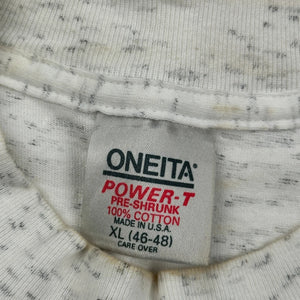 ONEITA®
POWER-T
PRE-SHRUNK
100% COTTON
MADE IN U.S.A.
XL (46-48)
CARE OVER